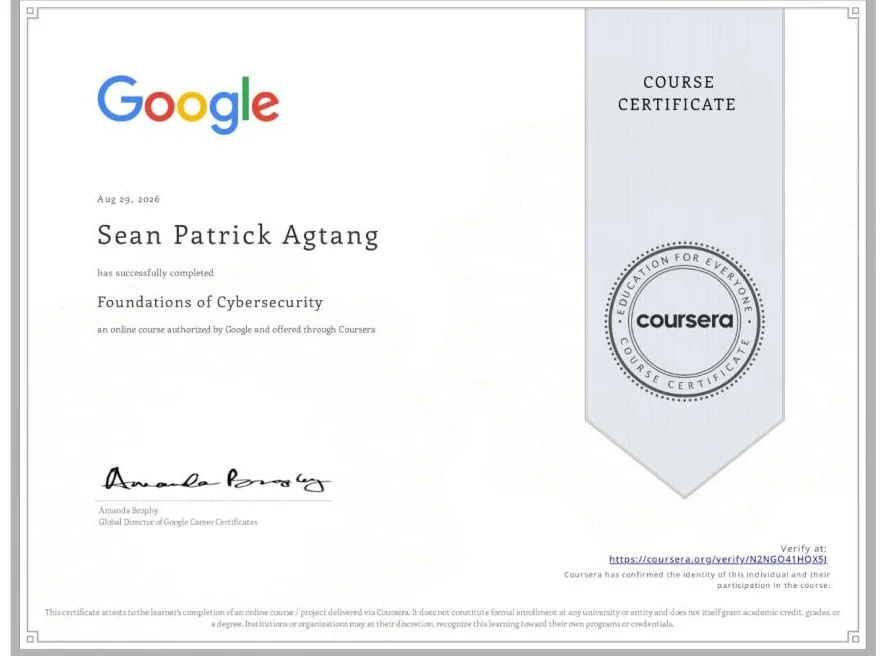 Google
Aug 29, 2026
Sean Patrick Agtang
has successfully completed
Foundations of Cybersecurity
an online course authorized by Google and offered through Coursera
Amanda Brophy
Amanda Brophy
Global Director of Google Career Certificates
COURSE
CERTIFICATE
EDUCATION FOR EVERYONE
coursera
COURSE CERTIFICATE
Verify at:
https://coursera.org/verify/N2NGO41HQX5J
Coursera has confirmed the identity of this individual and their
participation in the course.
This certificate attests to the learner's completion of an online course / project delivered via Coursera. It does not constitute formal enrollment at any university or entity and does not itself grant academic credit, grades, or
a degree. Institutions or organizations may, at their discretion, recognize this learning toward their own programs or credentials.